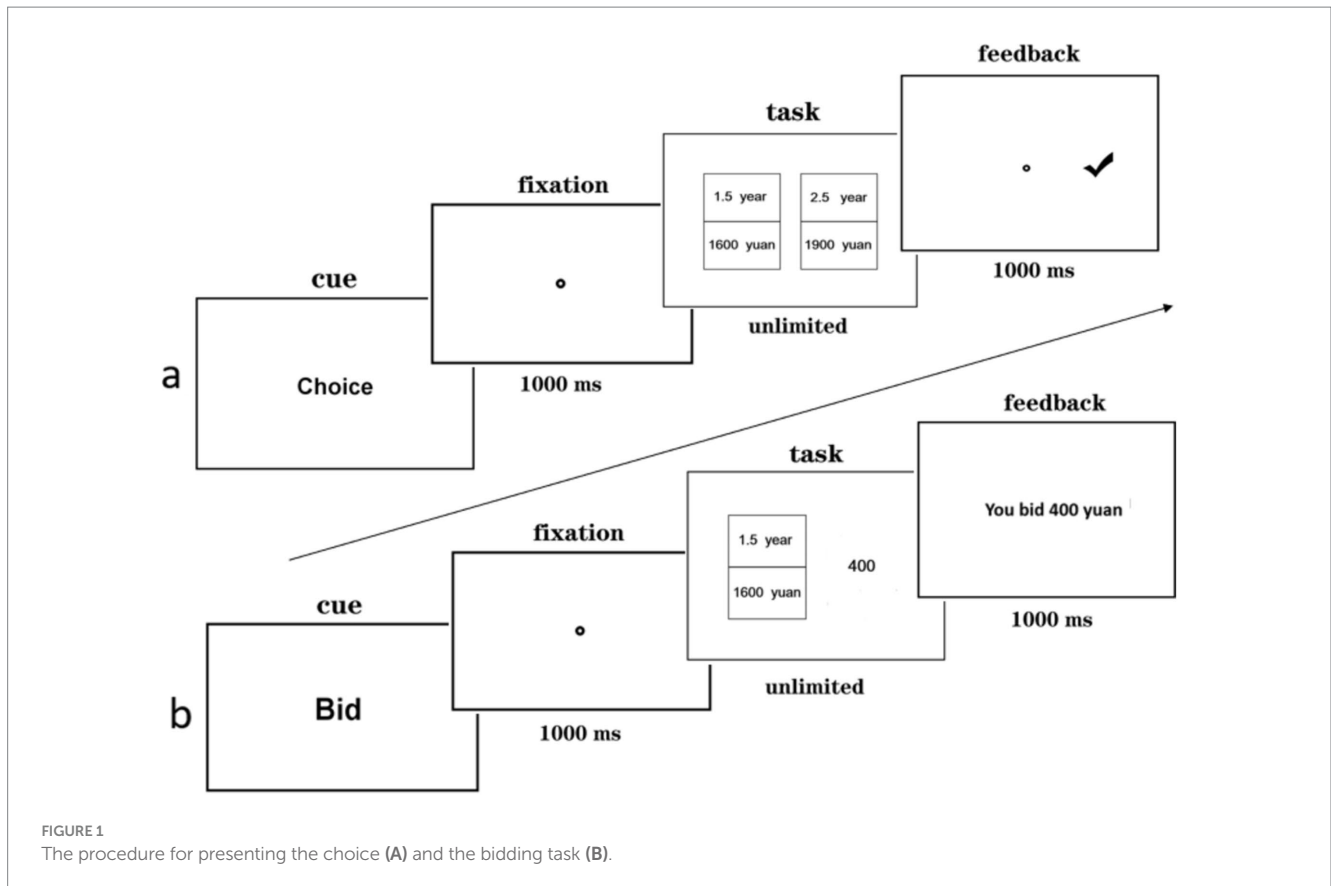 feedback
task
fixation
1.5 year
2.5 year
1600 yuan
1900 yuan
cue
1000 ms
unlimited
a
Choice
1000 ms
feedback
task
You bid 400 yuan
fixation
1.5 year
400
1600 yuan
cue
1000 ms
unlimited
b
Bid
1000 ms
FIGURE 1
The procedure for presenting the choice (A) and the bidding task (B).